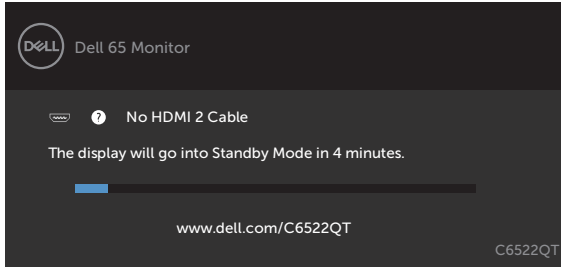 DELL
Dell 65 Monitor
? No HDMI 2 Cable
The display will go into Standby Mode in 4 minutes.
www.dell.com/C6522QT
C6522QT